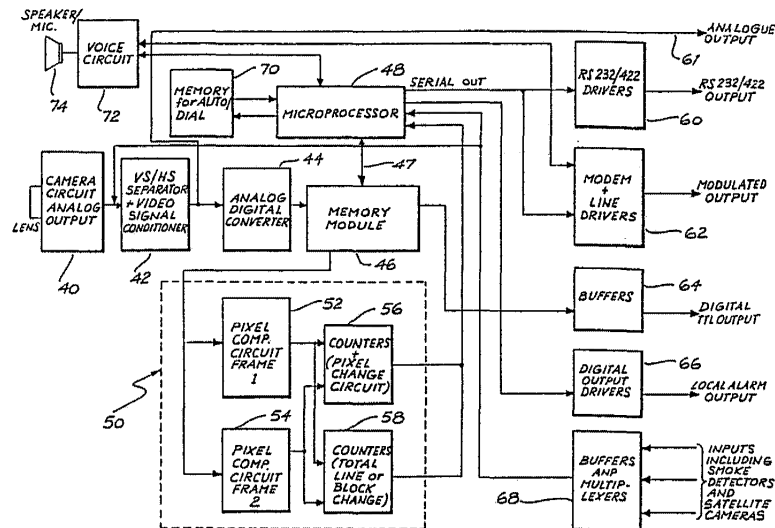 SPEAKER/
MIC.
74
VOICE
CIRCUIT
72
70
MEMORY
for AUTO/
DIAL
48
MICROPROCESSOR
SERIAL OUT
61
ANALOGUE
OUTPUT
RS 232/422
DRIVERS
60
RS 232/422
OUTPUT
LENS
CAMERA
CIRCUIT
ANALOG
OUTPUT
40
VS/HS
SEPARATOR
+ VIDEO
SIGNAL
CONDITIONER
42
44
ANALOG
DIGITAL
CONVERTER
47
MEMORY
MODULE
46
MODEM
+
LINE
DRIVERS
62
MODULATED
OUTPUT
BUFFERS
64
DIGITAL
TTL OUTPUT
50
52
PIXEL
COMP.
CIRCUIT
FRAME
1
54
PIXEL
COMP.
CIRCUIT
FRAME
2
56
COUNTERS
+
(PIXEL
CHANGE
CIRCUIT)
58
COUNTERS
(TOTAL
LINE OR
BLOCK
CHANGE)
66
DIGITAL
OUTPUT
DRIVERS
LOCAL ALARM
OUTPUT
BUFFERS
AND
MULTIP-
LEXERS
68
INPUTS
INCLUDING
SMOKE
DETECTORS
AND
SATELLITE
CAMERAS